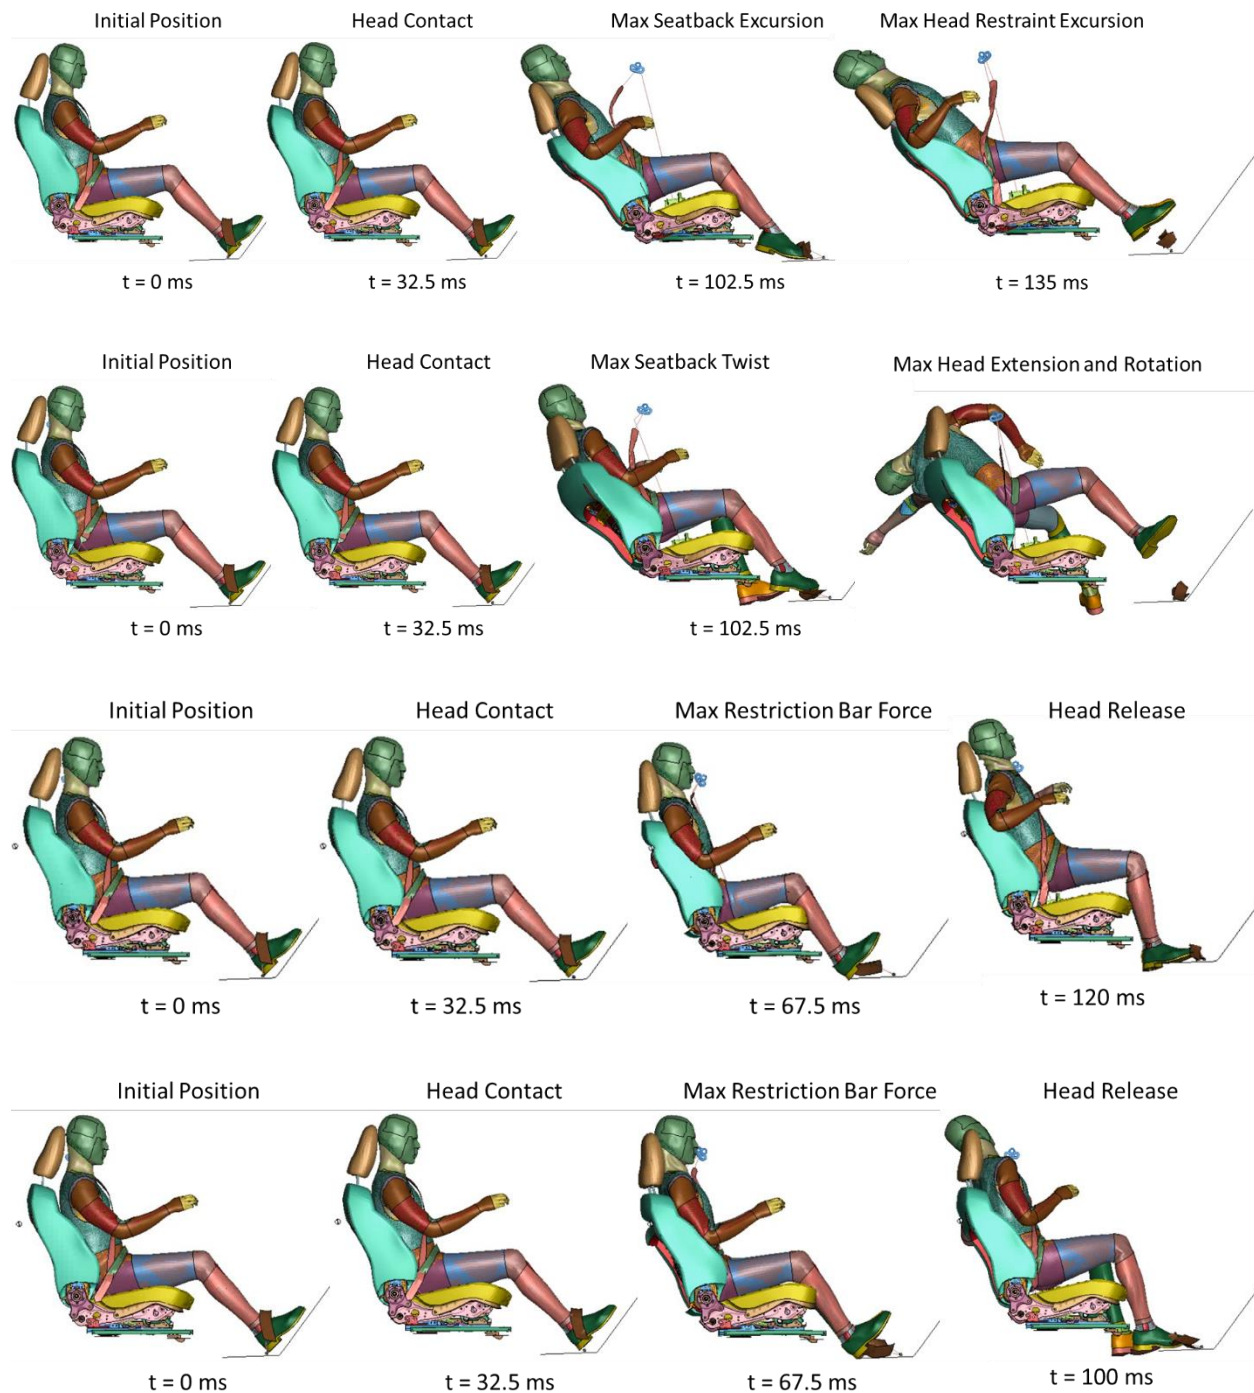 Initial Position Head Contact Max Seatback Excursion Max Head Restraint Excursion
t = 0 ms t = 32.5 ms t = 102.5 ms t = 135 ms
Initial Position Head Contact Max Seatback Twist Max Head Extension and Rotation
t = 0 ms t = 32.5 ms t = 102.5 ms
Initial Position Head Contact Max Restriction Bar Force Head Release
t = 0 ms t = 32.5 ms t = 67.5 ms t = 120 ms
Initial Position Head Contact Max Restriction Bar Force Head Release
t = 0 ms t = 32.5 ms t = 67.5 ms t = 100 ms